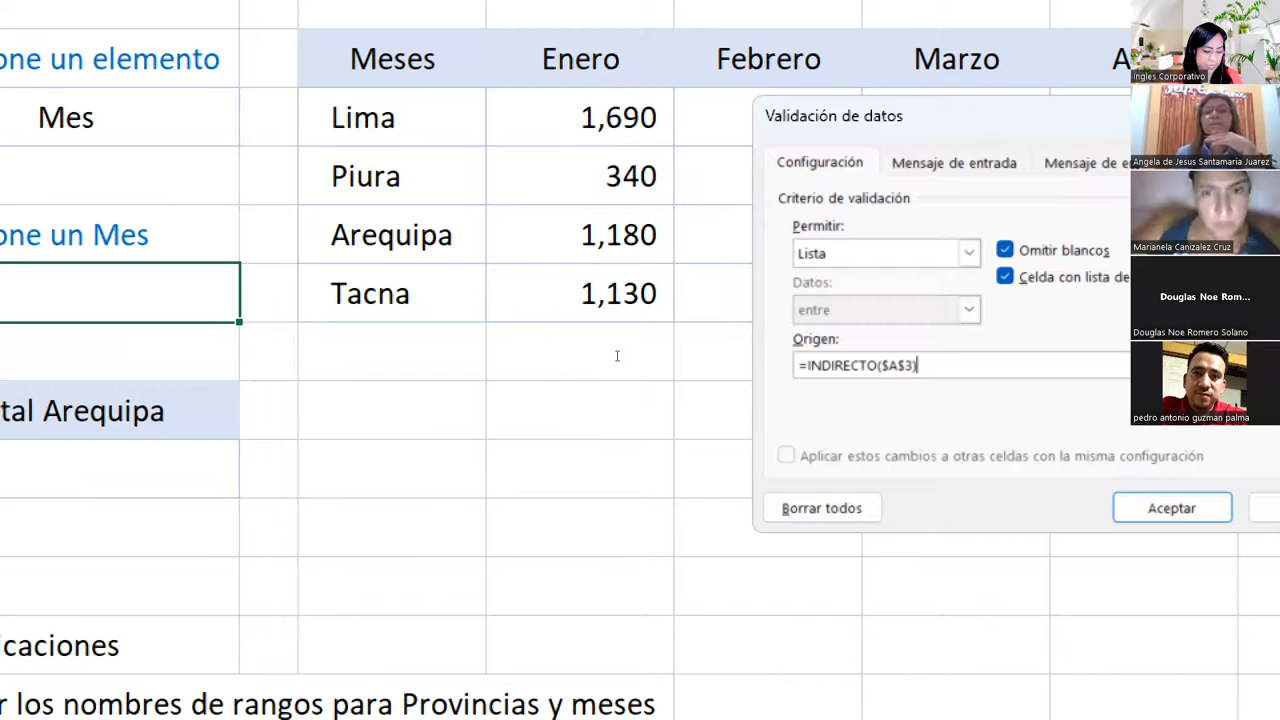 one un elemento
Meses Enero Febrero Marzo A
Mes
Lima 1,690
Piura 340
one un Mes
Arequipa 1,180
Tacna 1,130
tal Arequipa
icaciones
r los nombres de rangos para Provincias y meses
Validación de datos
Configuración Mensaje de entrada Mensaje de e
Criterio de validación
Permitir:
Lista
Omitir blancos
Datos:
Celda con lista de
entre
Origen:
=INDIRECTO($A$3)
Aplicar estos cambios a otras celdas con la misma configuración
Borrar todos Aceptar
Ingles Corporativo
Angela de Jesus Santamaria Juarez
Marianela Canizalez Cruz
Douglas Noe Rom...
Douglas Noe Romero Solano
pedro antonio guzman palma